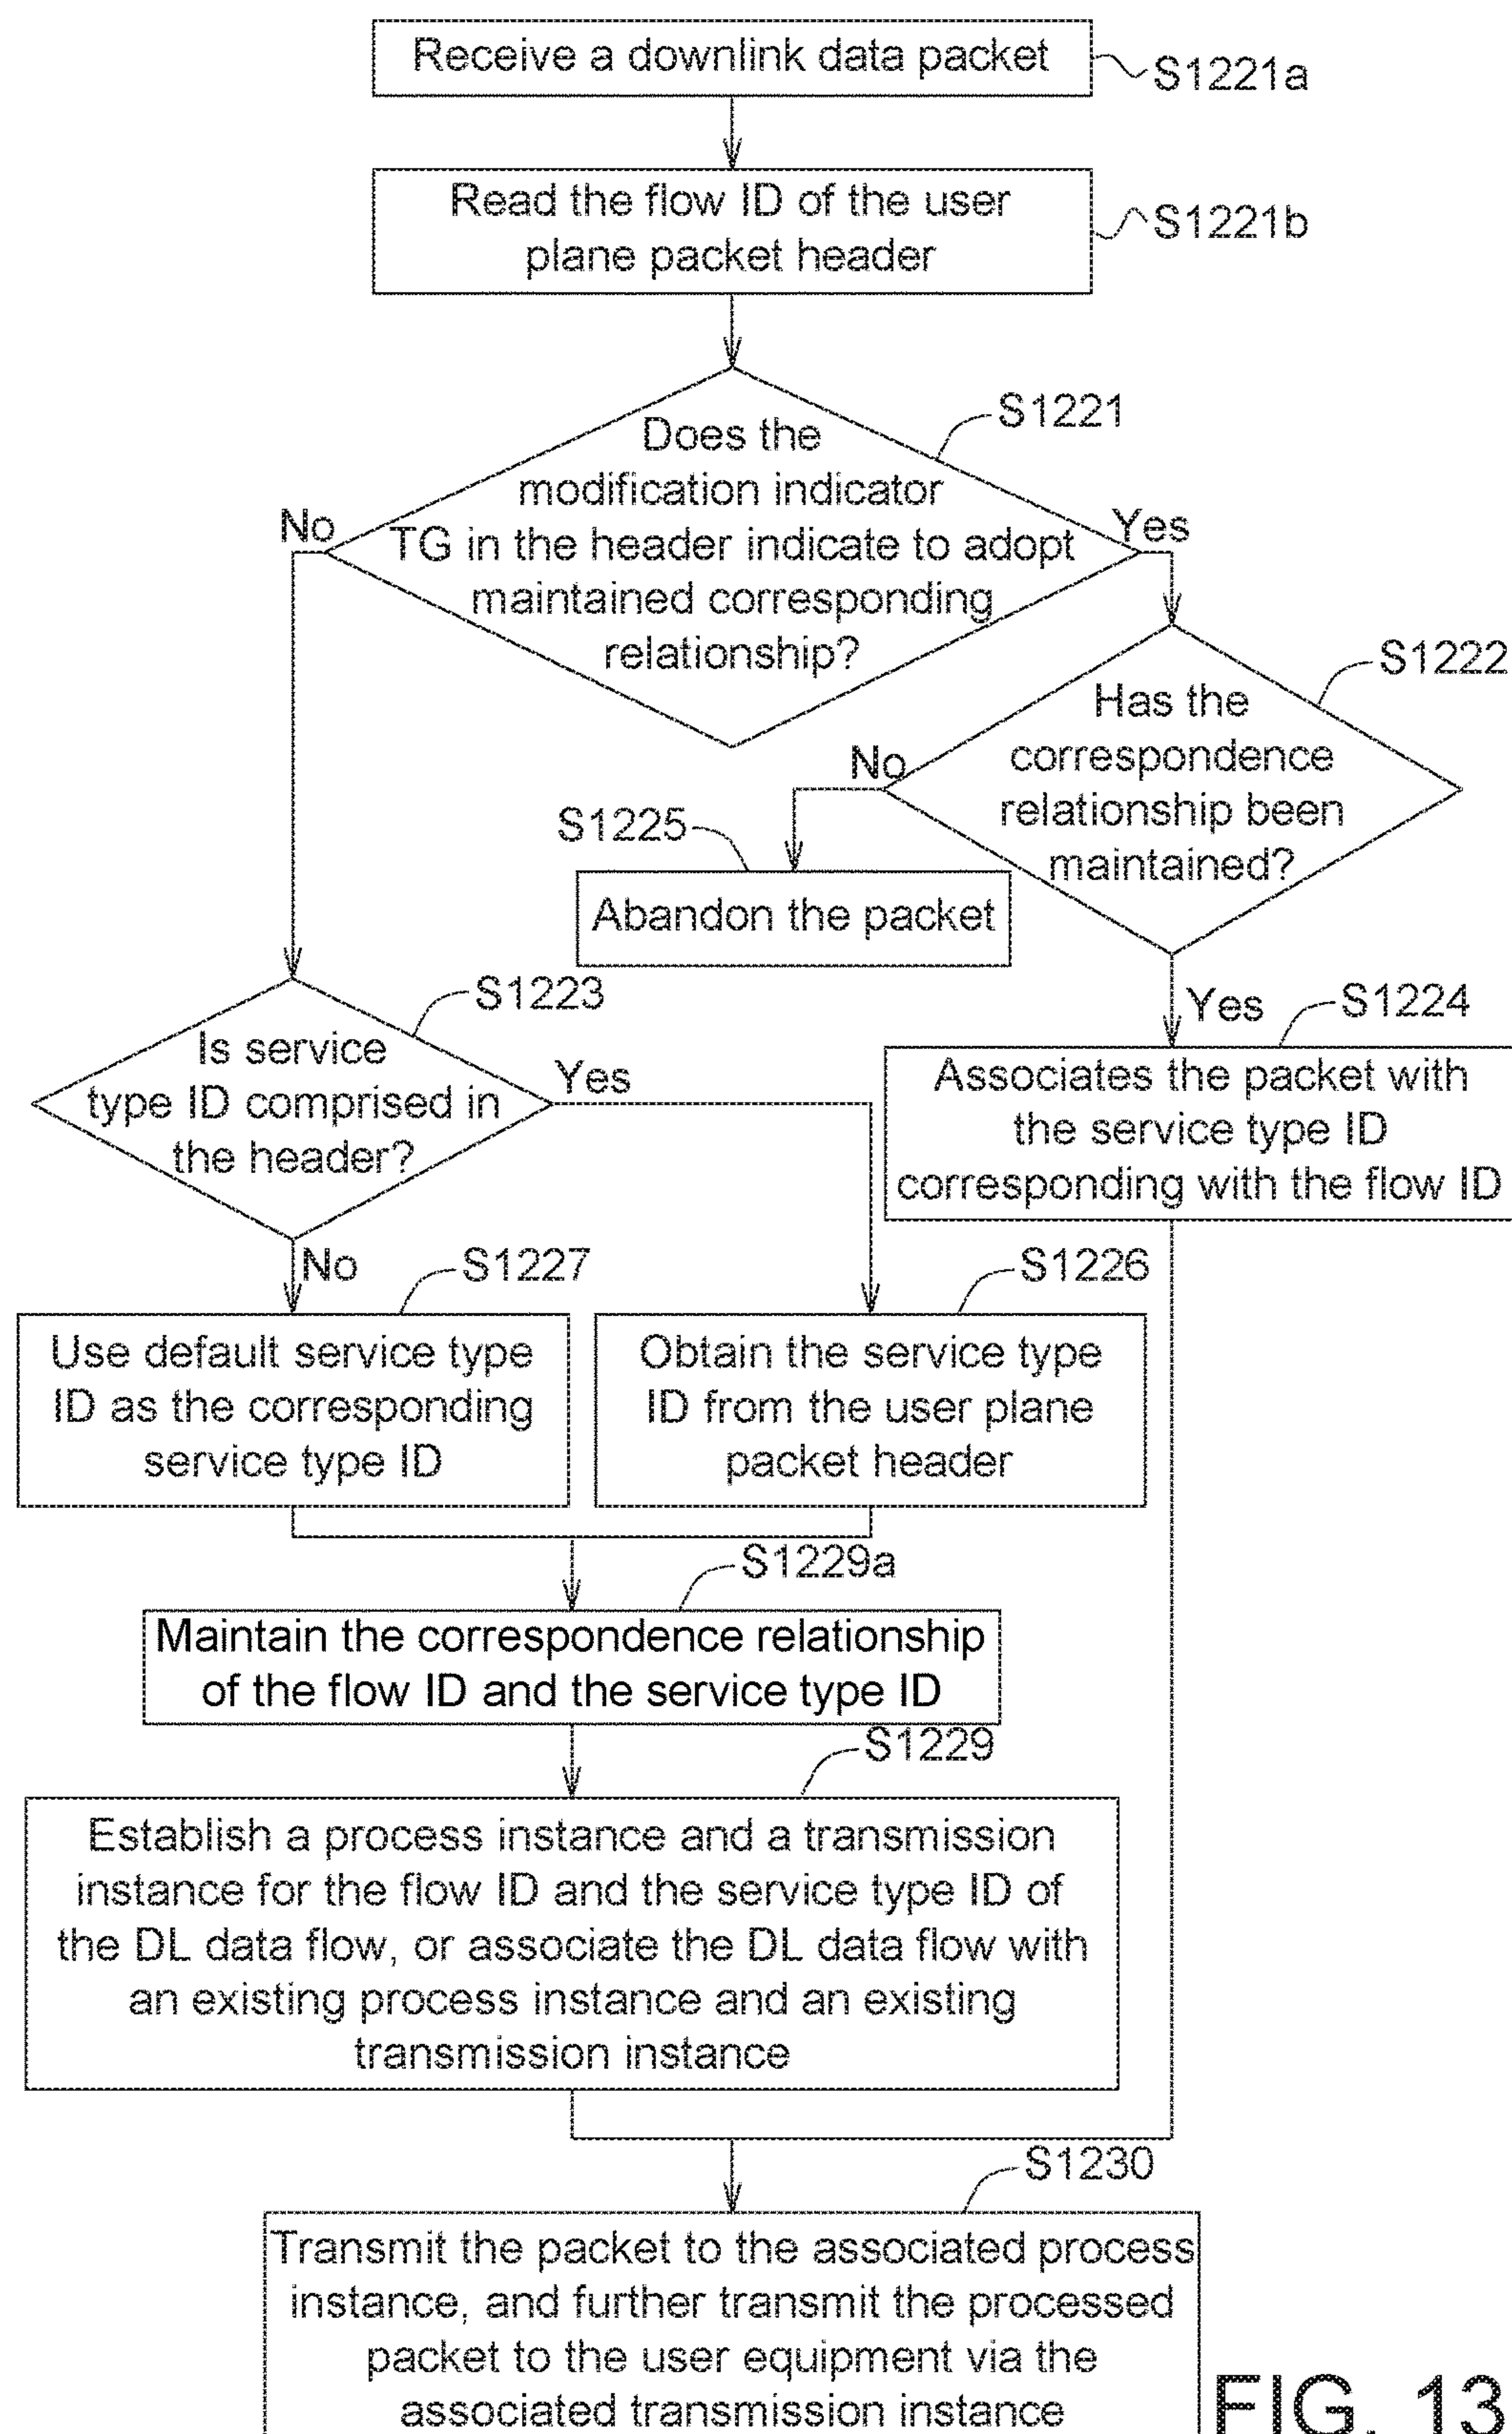 Receive a downlink data packet
S1221a
Read the flow ID of the user
plane packet header
S1221b
S1221
Does the
modification indicator
TG in the header indicate to adopt
maintained corresponding
relationship?
No
Yes
S1222
Has the
correspondence
relationship been
maintained?
No
S1225
Abandon the packet
S1223
Is service
type ID comprised in
the header?
Yes
Yes
S1224
Associates the packet with
the service type ID
corresponding with the flow ID
No
S1227
Use default service type
ID as the corresponding
service type ID
S1226
Obtain the service type
ID from the user plane
packet header
S1229a
Maintain the correspondence relationship
of the flow ID and the service type ID
S1229
Establish a process instance and a transmission
instance for the flow ID and the service type ID of
the DL data flow, or associate the DL data flow with
an existing process instance and an existing
transmission instance
S1230
Transmit the packet to the associated process
instance, and further transmit the processed
packet to the user equipment via the
associated transmission instance
FIG. 13